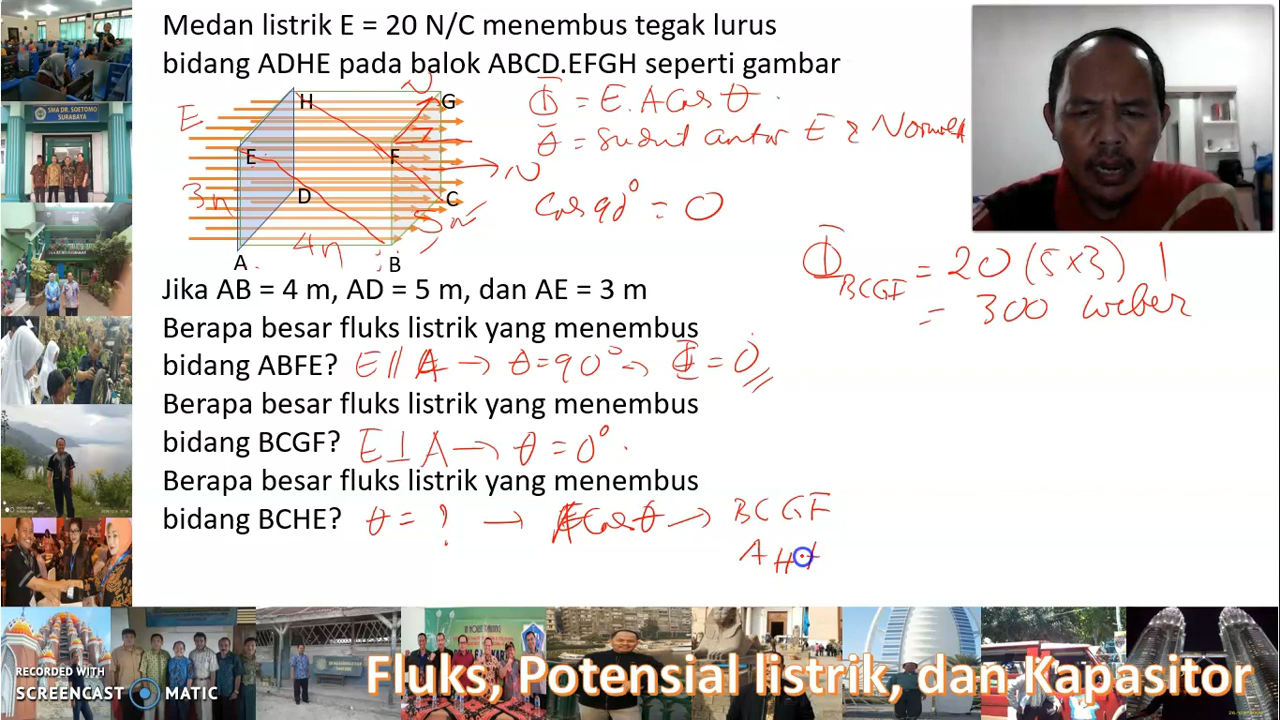 Medan listrik E = 20 N/C menembus tegak lurus
bidang ADHE pada balok ABCD.EFGH seperti gambar
E
H
G
N
E
F
D
C
N
3m
4m
5m
A
B
Φ = E.A Cos θ
θ = sudut antar E & Normal A
Cos 90° = 0
Φ BCGF = 20 (5×3) 1
= 300 weber
Jika AB = 4 m, AD = 5 m, dan AE = 3 m
Berapa besar fluks listrik yang menembus
bidang ABFE? E // A → θ = 90° → Φ = 0
Berapa besar fluks listrik yang menembus
bidang BCGF? E ⊥ A → θ = 0°
Berapa besar fluks listrik yang menembus
bidang BCHE? θ = ? → A Cos θ → BCGF
SMA DR. SOETOMO
SURABAYA
RECORDED WITH
SCREENCAST MATIC
Fluks, Potensial listrik, dan Kapasitor